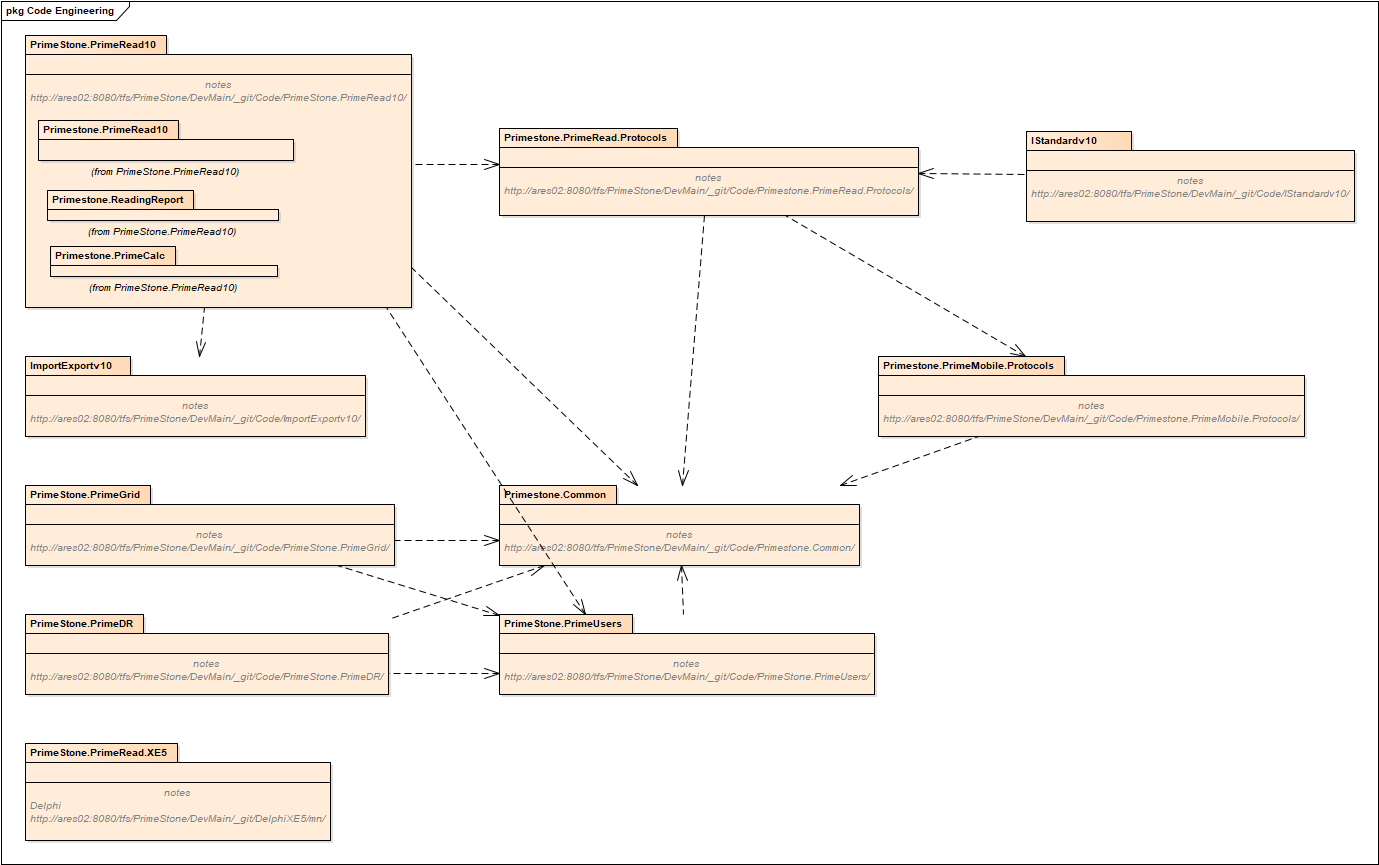 pkg Code Engineering
PrimeStone.PrimeRead10
notes
http://ares02:8080/tfs/PrimeStone/DevMain/_git/Code/PrimeStone.PrimeRead10/
Primestone.PrimeRead10
(from PrimeStone.PrimeRead10)
Primestone.ReadingReport
(from PrimeStone.PrimeRead10)
Primestone.PrimeCalc
(from PrimeStone.PrimeRead10)
Primestone.PrimeRead.Protocols
notes
http://ares02:8080/tfs/PrimeStone/DevMain/_git/Code/Primestone.PrimeRead.Protocols/
IStandardv10
notes
http://ares02:8080/tfs/PrimeStone/DevMain/_git/Code/IStandardv10/
ImportExportv10
notes
http://ares02:8080/tfs/PrimeStone/DevMain/_git/Code/ImportExportv10/
Primestone.PrimeMobile.Protocols
notes
http://ares02:8080/tfs/PrimeStone/DevMain/_git/Code/Primestone.PrimeMobile.Protocols/
PrimeStone.PrimeGrid
notes
http://ares02:8080/tfs/PrimeStone/DevMain/_git/Code/PrimeStone.PrimeGrid/
Primestone.Common
notes
http://ares02:8080/tfs/PrimeStone/DevMain/_git/Code/Primestone.Common/
PrimeStone.PrimeDR
notes
http://ares02:8080/tfs/PrimeStone/DevMain/_git/Code/PrimeStone.PrimeDR/
PrimeStone.PrimeUsers
notes
http://ares02:8080/tfs/PrimeStone/DevMain/_git/Code/PrimeStone.PrimeUsers/
PrimeStone.PrimeRead.XE5
notes
Delphi
http://ares02:8080/tfs/PrimeStone/DevMain/_git/DelphiXE5/mn/